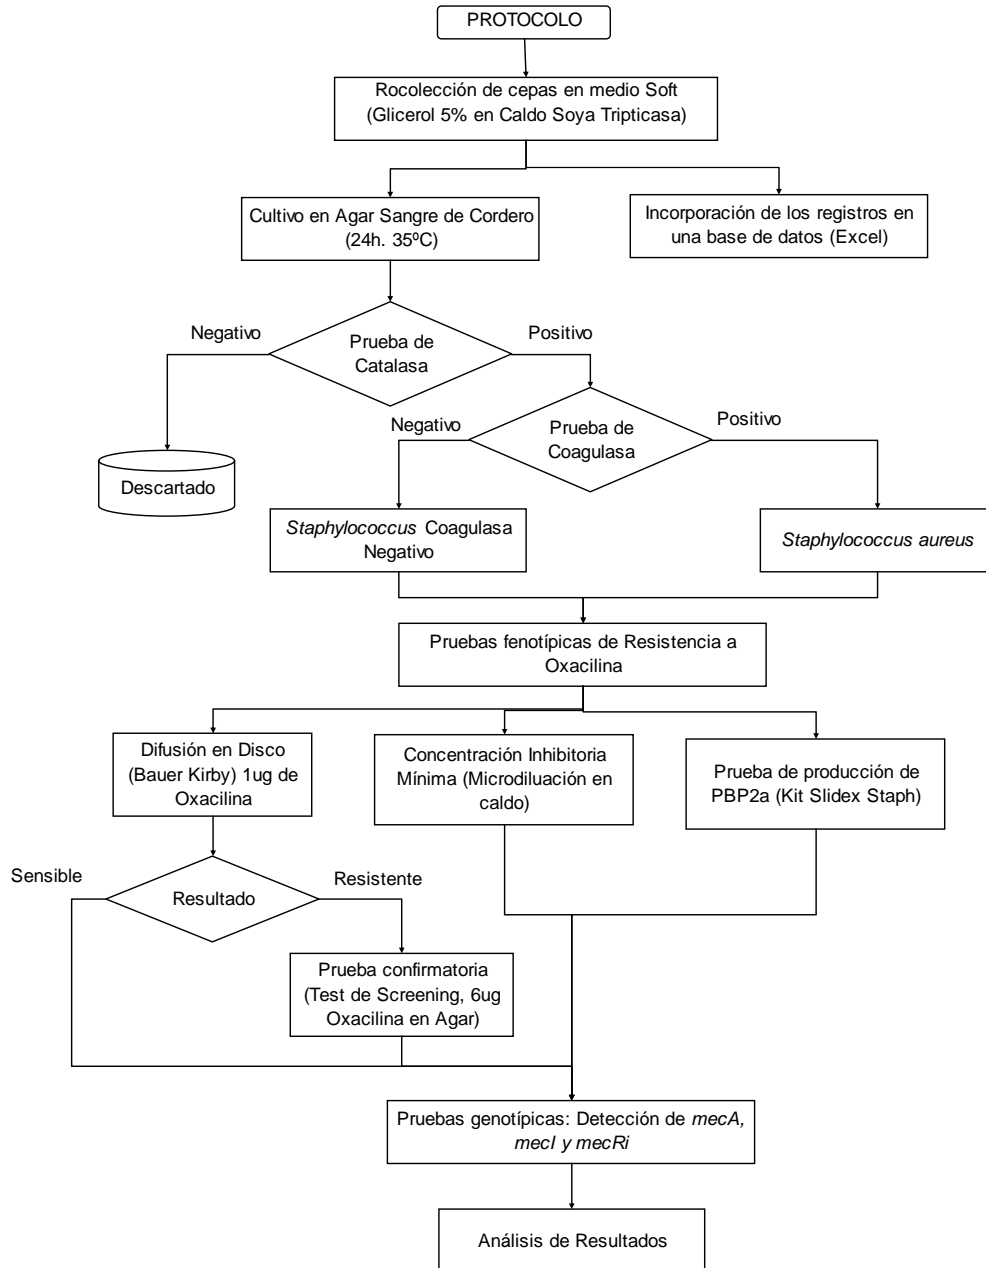 PROTOCOLO
Rocolección de cepas en medio Soft
(Glicerol 5% en Caldo Soya Tripticasa)
Cultivo en Agar Sangre de Cordero
(24h. 35ºC)
Incorporación de los registros en
una base de datos (Excel)
Negativo
Positivo
Prueba de
Catalasa
Negativo
Positivo
Prueba de
Coagulasa
Descartado
Staphylococcus Coagulasa
Negativo
Staphylococcus aureus
Pruebas fenotípicas de Resistencia a
Oxacilina
Difusión en Disco
(Bauer Kirby) 1ug de
Oxacilina
Concentración Inhibitoria
Mínima (Microdiluación en
caldo)
Prueba de producción de
PBP2a (Kit Slidex Staph)
Sensible
Resistente
Resultado
Prueba confirmatoria
(Test de Screening, 6ug
Oxacilina en Agar)
Pruebas genotípicas: Detección de mecA,
mecI y mecRi
Análisis de Resultados